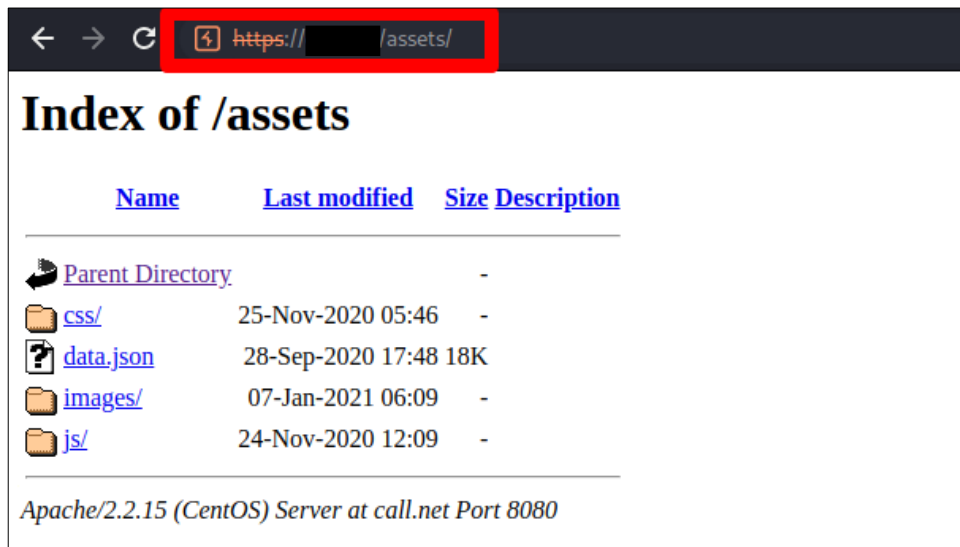 https:// /assets/
Index of /assets
Name Last modified Size Description
Parent Directory -
css/ 25-Nov-2020 05:46 -
data.json 28-Sep-2020 17:48 18K
images/ 07-Jan-2021 06:09 -
js/ 24-Nov-2020 12:09 -
Apache/2.2.15 (CentOS) Server at call.net Port 8080